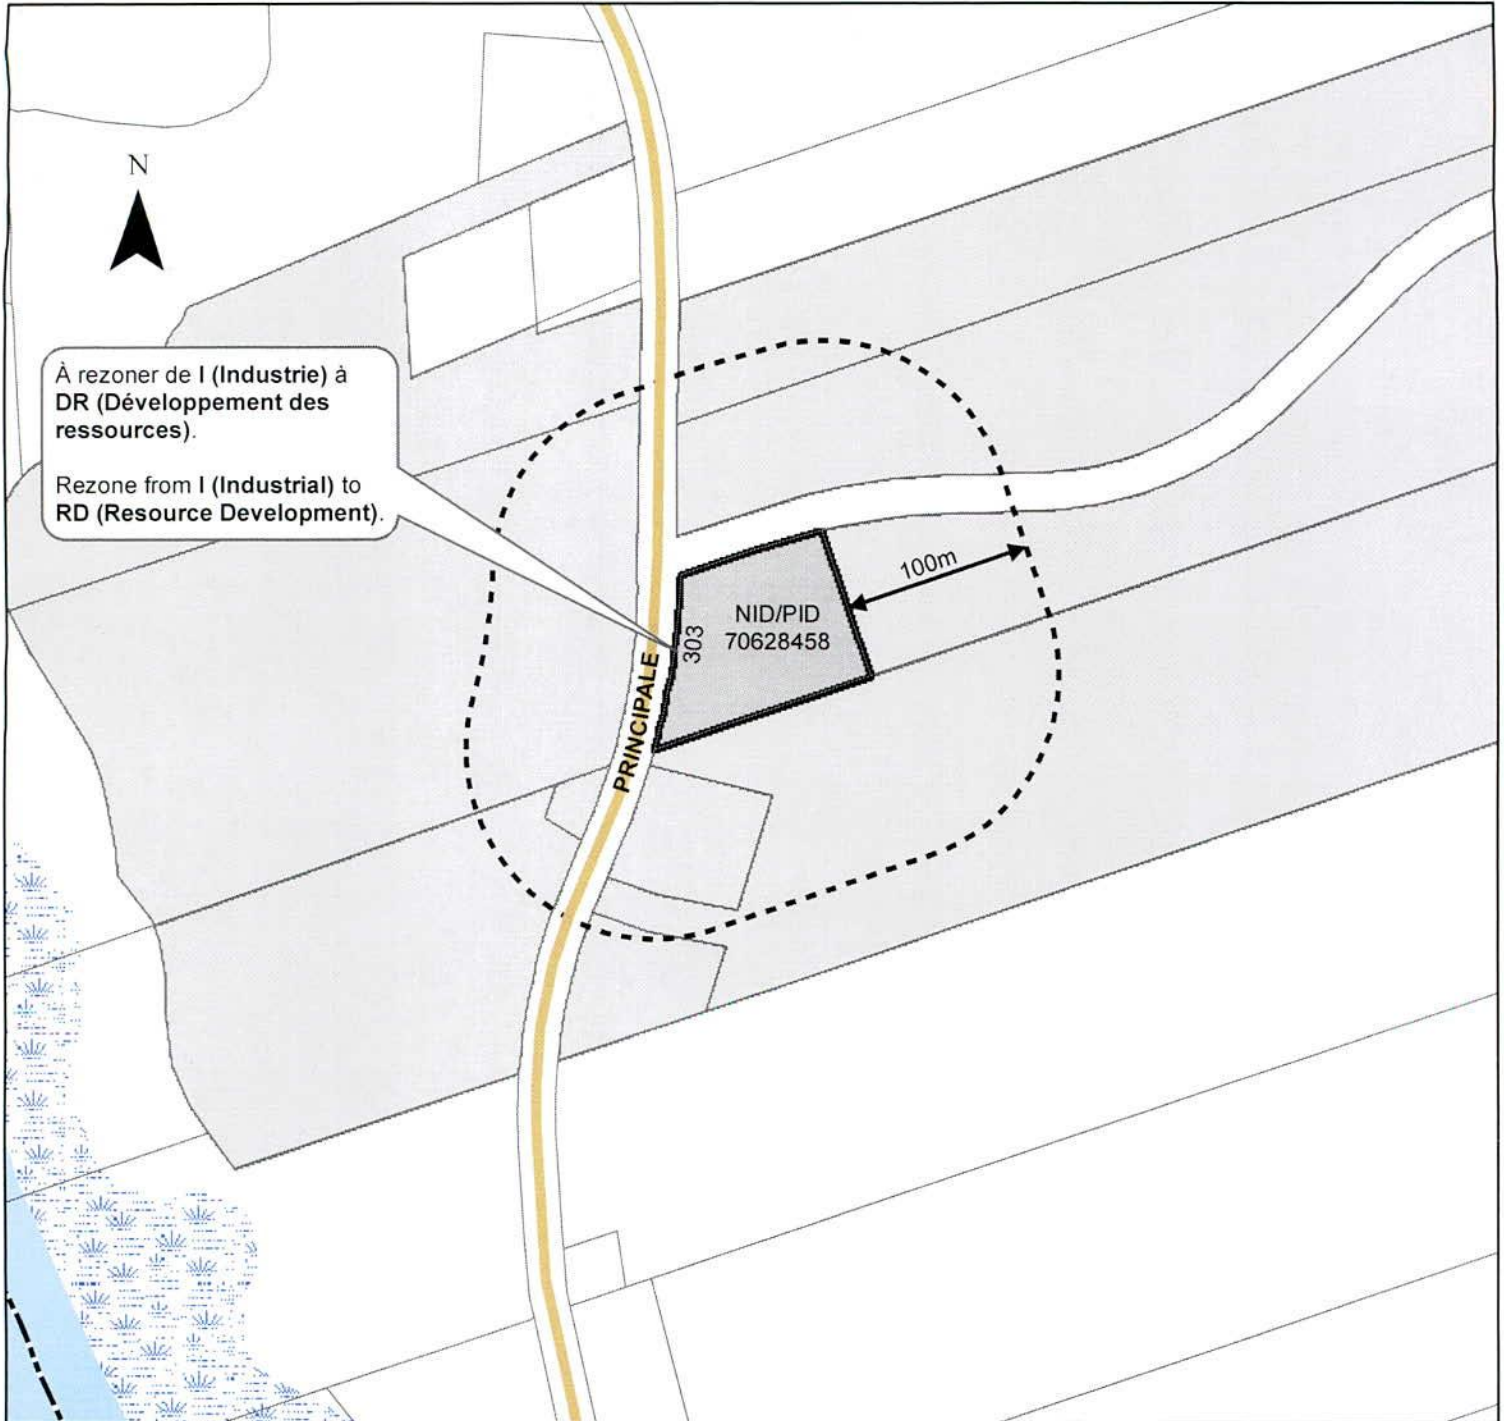 N
À rezoner de I (Industrie) à
DR (Développement des
ressources).
Rezone from I (Industrial) to
RD (Resource Development).
100m
NID/PID
70628458
303
PRINCIPALE